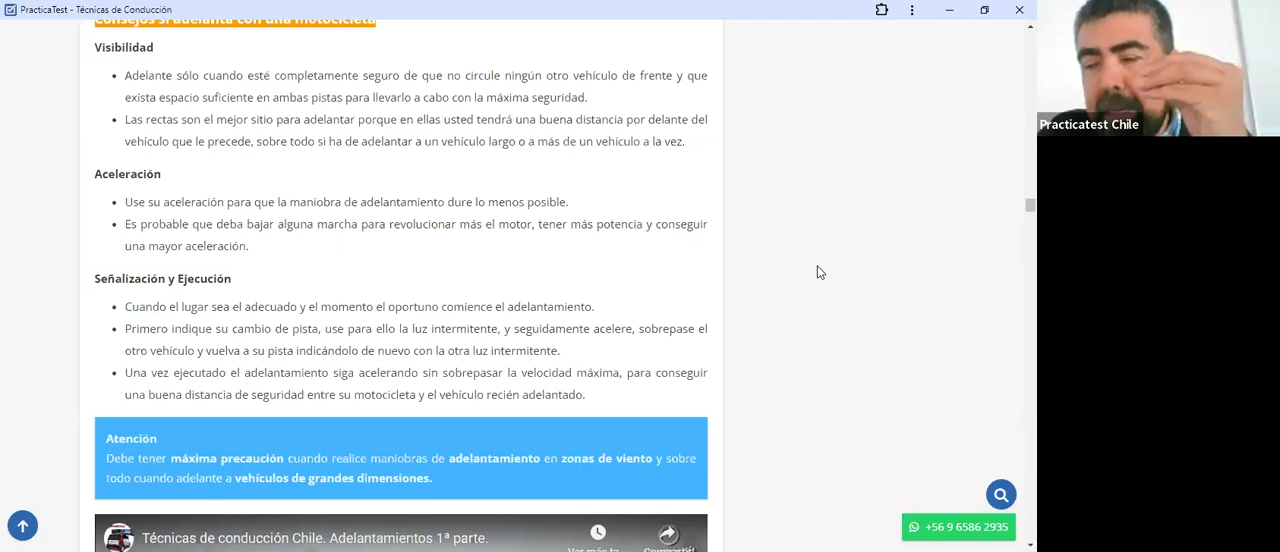 PracticaTest - Técnicas de Conducción
Consejos si adelanta con una motocicleta
Visibilidad
Adelante sólo cuando esté completamente seguro de que no circule ningún otro vehículo de frente y que
exista espacio suficiente en ambas pistas para llevarlo a cabo con la máxima seguridad.
Las rectas son el mejor sitio para adelantar porque en ellas usted tendrá una buena distancia por delante del
vehículo que le precede, sobre todo si ha de adelantar a un vehículo largo o a más de un vehículo a la vez.
Aceleración
Use su aceleración para que la maniobra de adelantamiento dure lo menos posible.
Es probable que deba bajar alguna marcha para revolucionar más el motor, tener más potencia y conseguir
una mayor aceleración.
Señalización y Ejecución
Cuando el lugar sea el adecuado y el momento el oportuno comience el adelantamiento.
Primero indique su cambio de pista, use para ello la luz intermitente, y seguidamente acelere, sobrepase el
otro vehículo y vuelva a su pista indicándolo de nuevo con la otra luz intermitente.
Una vez ejecutado el adelantamiento siga acelerando sin sobrepasar la velocidad máxima, para conseguir
una buena distancia de seguridad entre su motocicleta y el vehículo recién adelantado.
Atención
Debe tener máxima precaución cuando realice maniobras de adelantamiento en zonas de viento y sobre
todo cuando adelante a vehículos de grandes dimensiones.
Técnicas de conducción Chile. Adelantamientos 1ª parte.
Ver más ta
Compartir
+56 9 6586 2935
Practicatest Chile